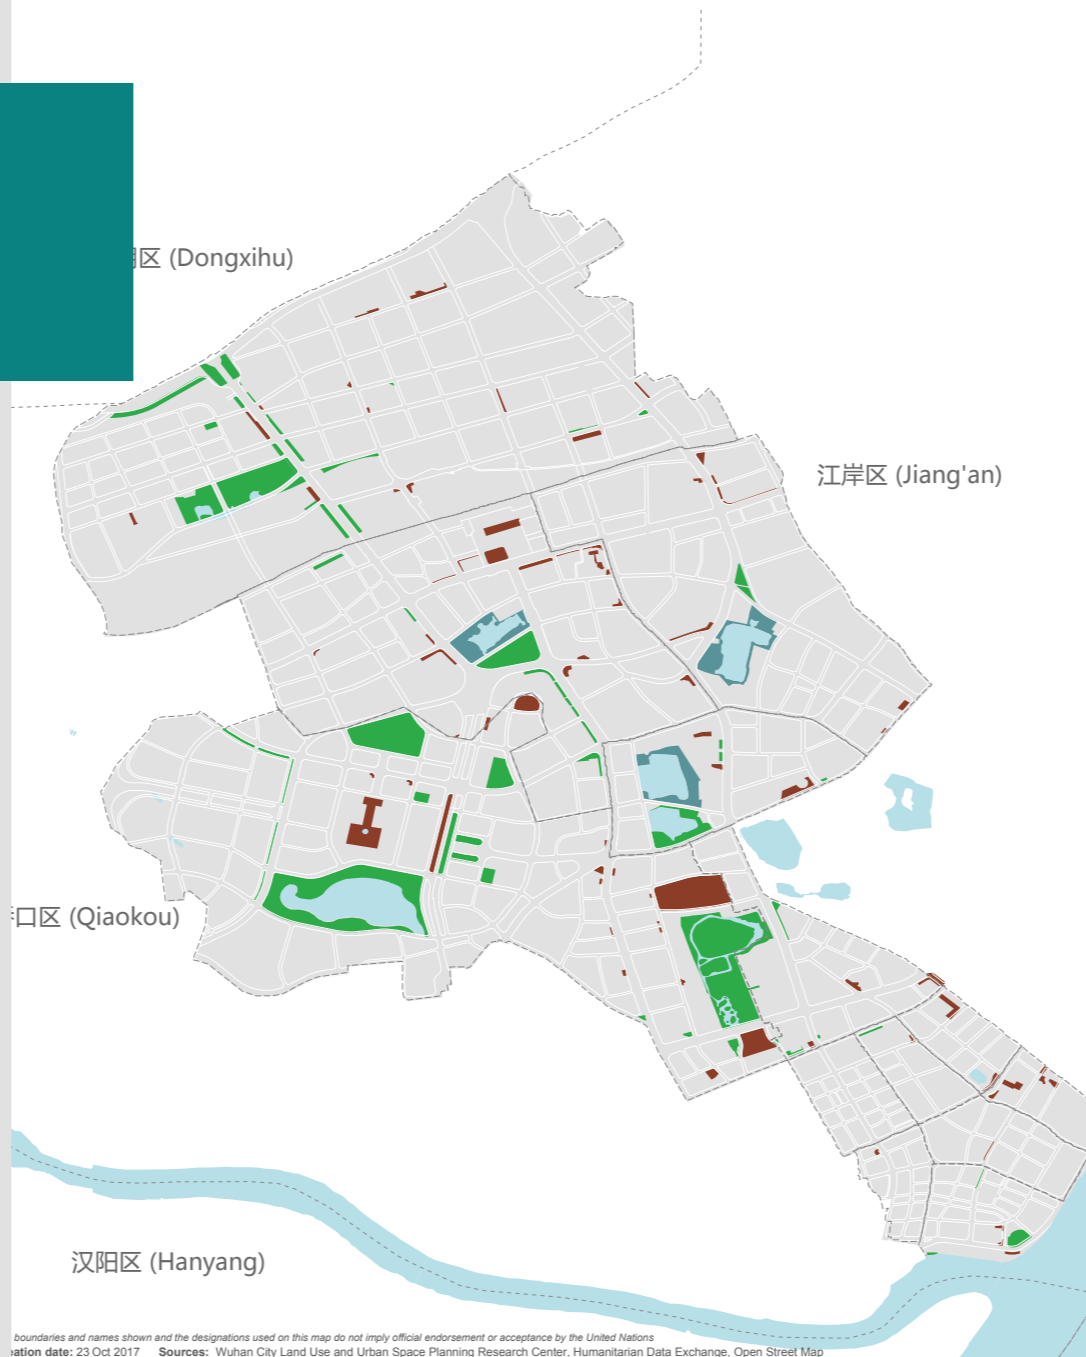 区 (Dongxihu)
江岸区 (Jiang'an)
口区 (Qiaokou)
汉阳区 (Hanyang)
boundaries and names shown and the designations used on this map do not imply official endorsement or acceptance by the United Nations
eation date: 23 Oct 2017 Sources: Wuhan City Land Use and Urban Space Planning Research Center, Humanitarian Data Exchange, Open Street Map